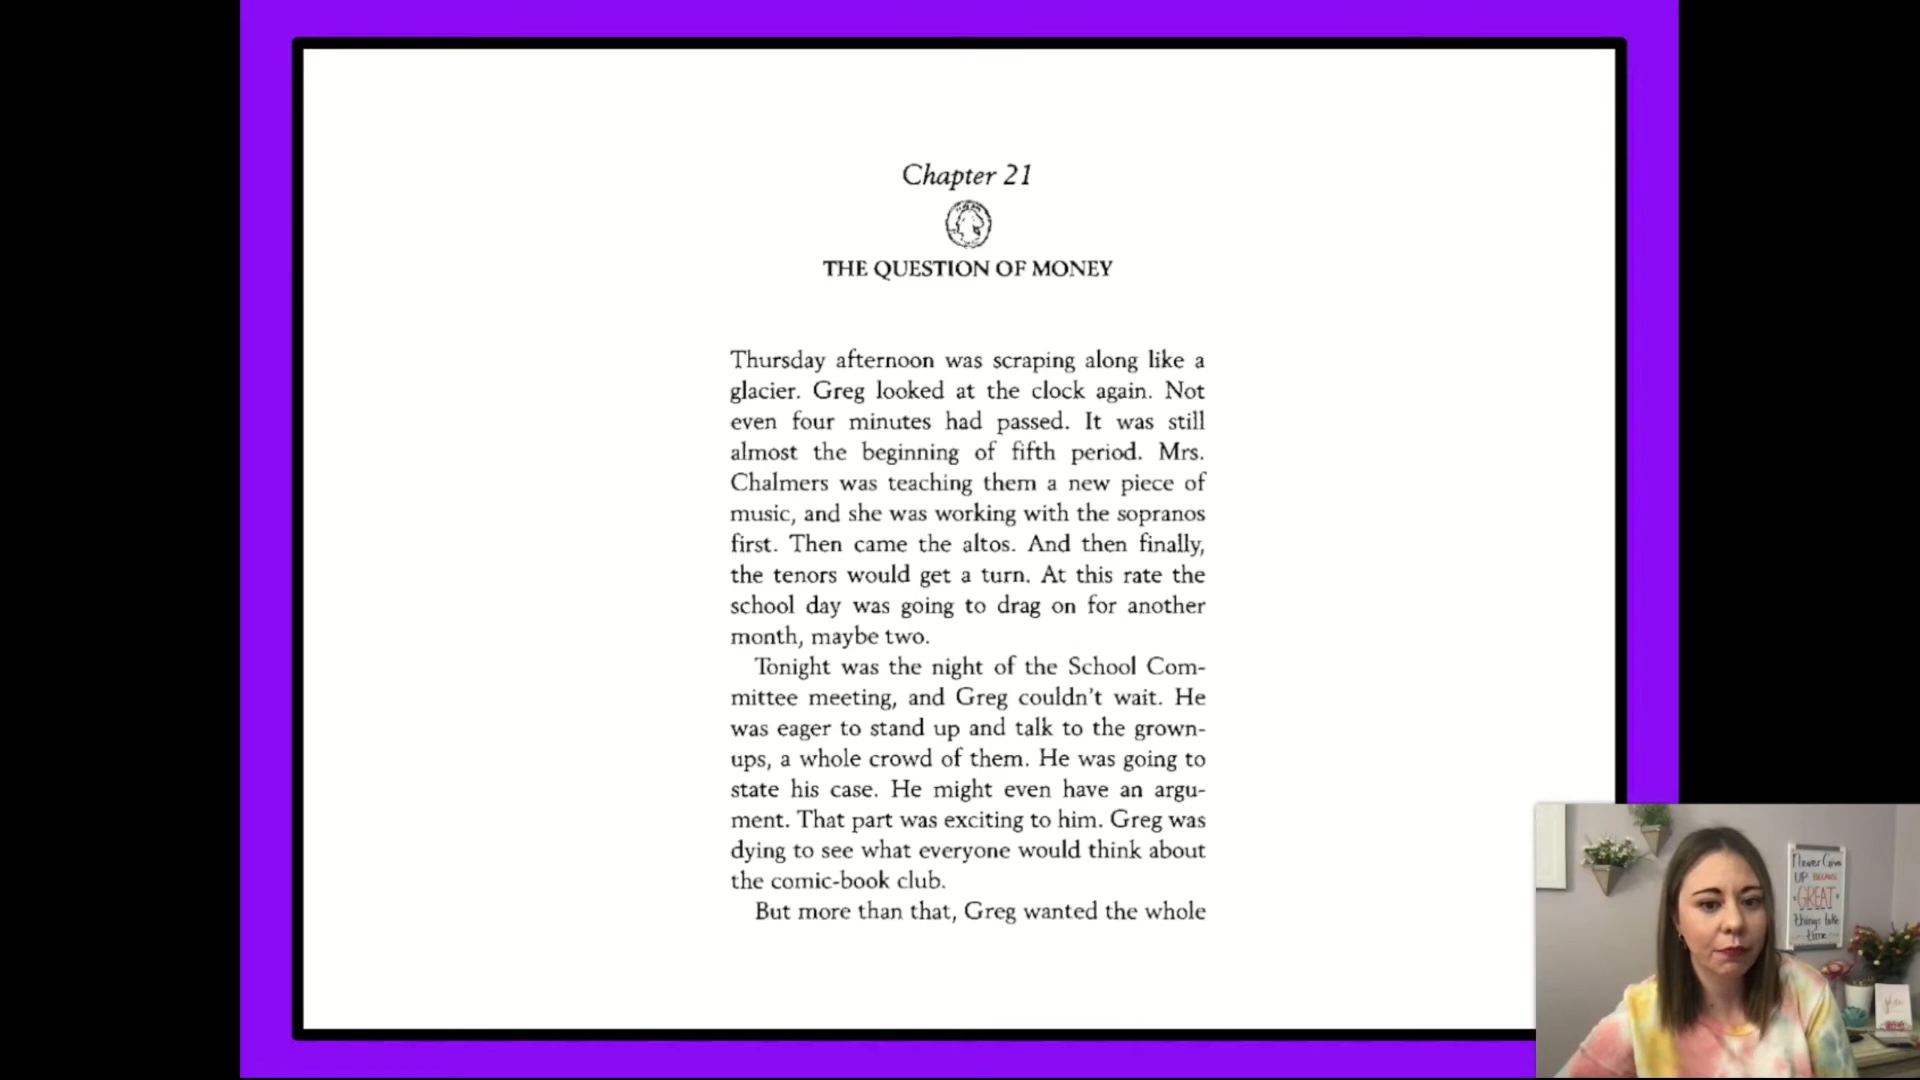 Chapter 21
THE QUESTION OF MONEY
Thursday afternoon was scraping along like a
glacier. Greg looked at the clock again. Not
even four minutes had passed. It was still
almost the beginning of fifth period. Mrs.
Chalmers was teaching them a new piece of
music, and she was working with the sopranos
first. Then came the altos. And then finally,
the tenors would get a turn. At this rate the
school day was going to drag on for another
month, maybe two.
Tonight was the night of the School Com-
mittee meeting, and Greg couldn't wait. He
was eager to stand up and talk to the grown-
ups, a whole crowd of them. He was going to
state his case. He might even have an argu-
ment. That part was exciting to him. Greg was
dying to see what everyone would think about
the comic-book club.
But more than that, Greg wanted the whole
Never Give
UP BECAUSE
GREAT
things take
time